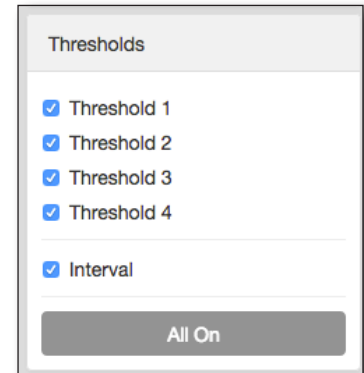 Thresholds
Threshold 1
Threshold 2
Threshold 3
Threshold 4
Interval
All On